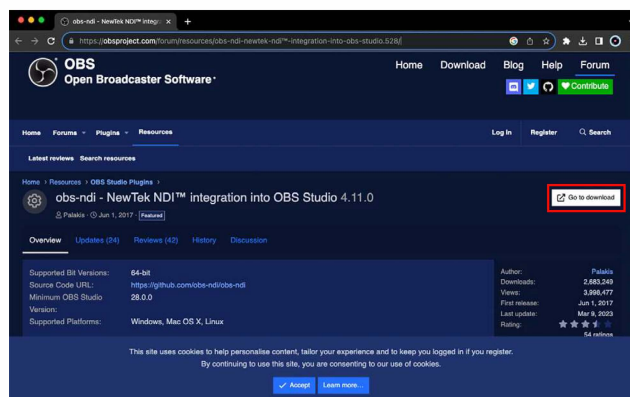 obs-ndi - NewTek NDI™ integr
https://obsproject.com/forum/resources/obs-ndi-newtek-ndi™-integration-into-obs-studio.528/
OBS
Open Broadcaster Software
Home Download Blog Help Forum
Contribute
Home Forums Plugins Resources Log in Register Search
Latest reviews Search resources
Home › Resources › OBS Studio Plugins ›
obs-ndi - NewTek NDI™ integration into OBS Studio 4.11.0
Go to download
Palakis · Jun 1, 2017 · Featured
Overview Updates (24) Reviews (42) History Discussion
Supported Bit Versions: 64-bit Author: Palakis
Source Code URL: https://github.com/obs-ndi/obs-ndi Downloads: 2,683,249
Minimum OBS Studio Version: 28.0.0 Views: 3,998,477
First release: Jun 1, 2017
Supported Platforms: Windows, Mac OS X, Linux Last update: Mar 9, 2023
Rating:
54 ratings
This site uses cookies to help personalise content, tailor your experience and to keep you logged in if you register.
By continuing to use this site, you are consenting to our use of cookies.
Accept Learn more…